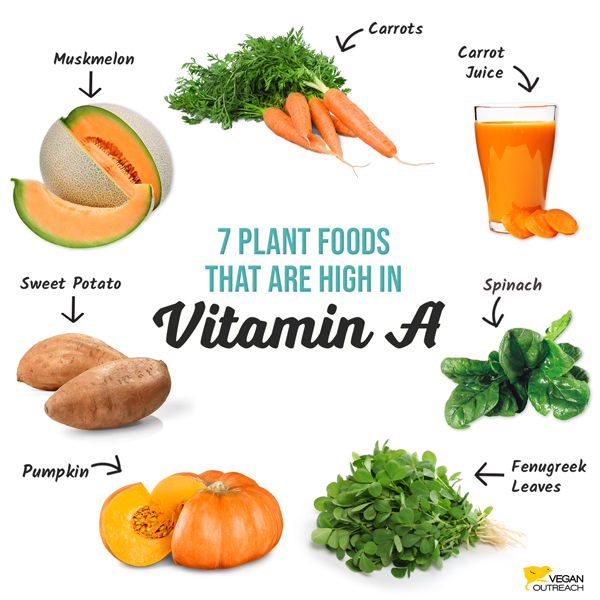 Carrots
Muskmelon
Carrot
Juice
7 PLANT FOODS
THAT ARE HIGH IN
Vitamin A
Sweet Potato
Spinach
Pumpkin
Fenugreek
Leaves
VEGAN
OUTREACH